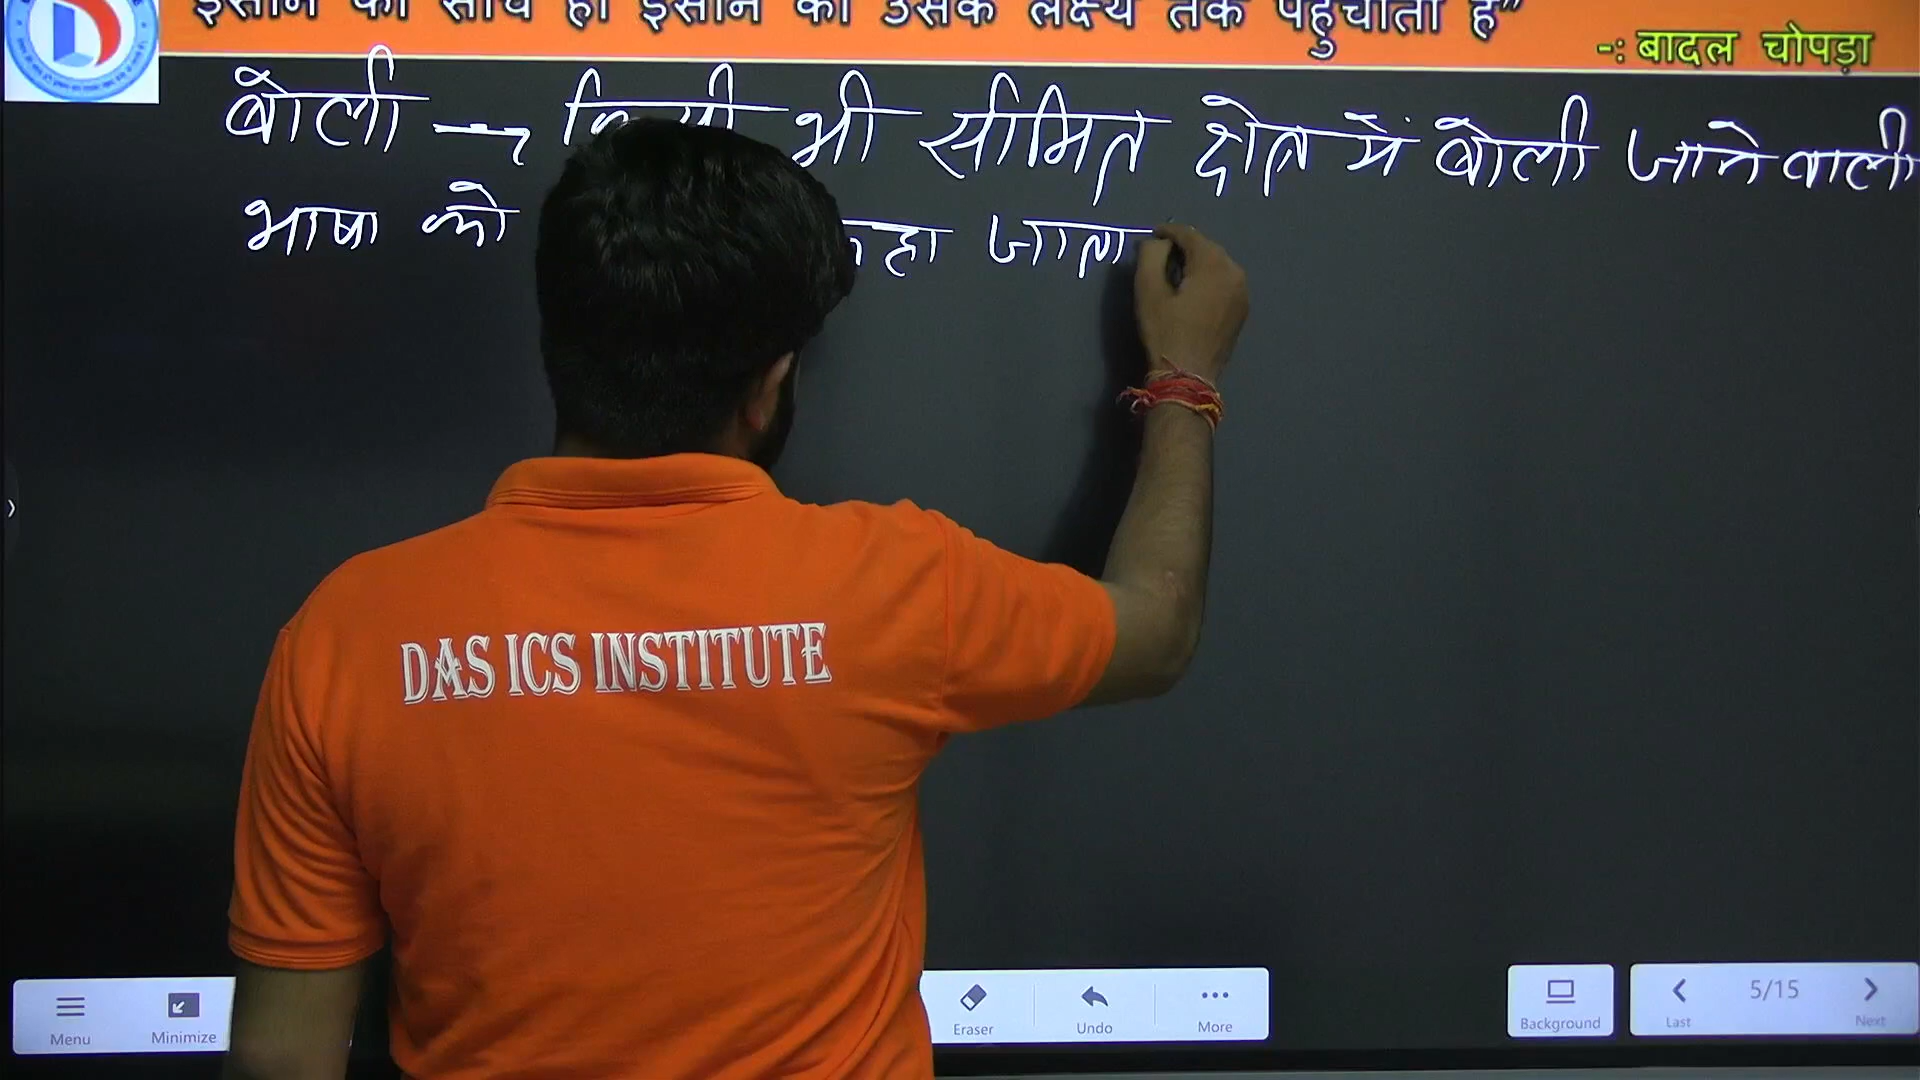 इंसान की सोच ही इंसान को उसके लक्ष्य तक पहुंचाती है”
-: बादल चोपड़ा
बोली → किसी भी सीमित क्षेत्र में बोली जाने वाली
भाषा को कहा जाता
DAS ICS INSTITUTE
Menu Minimize Eraser Undo More Background Last 5/15 Next